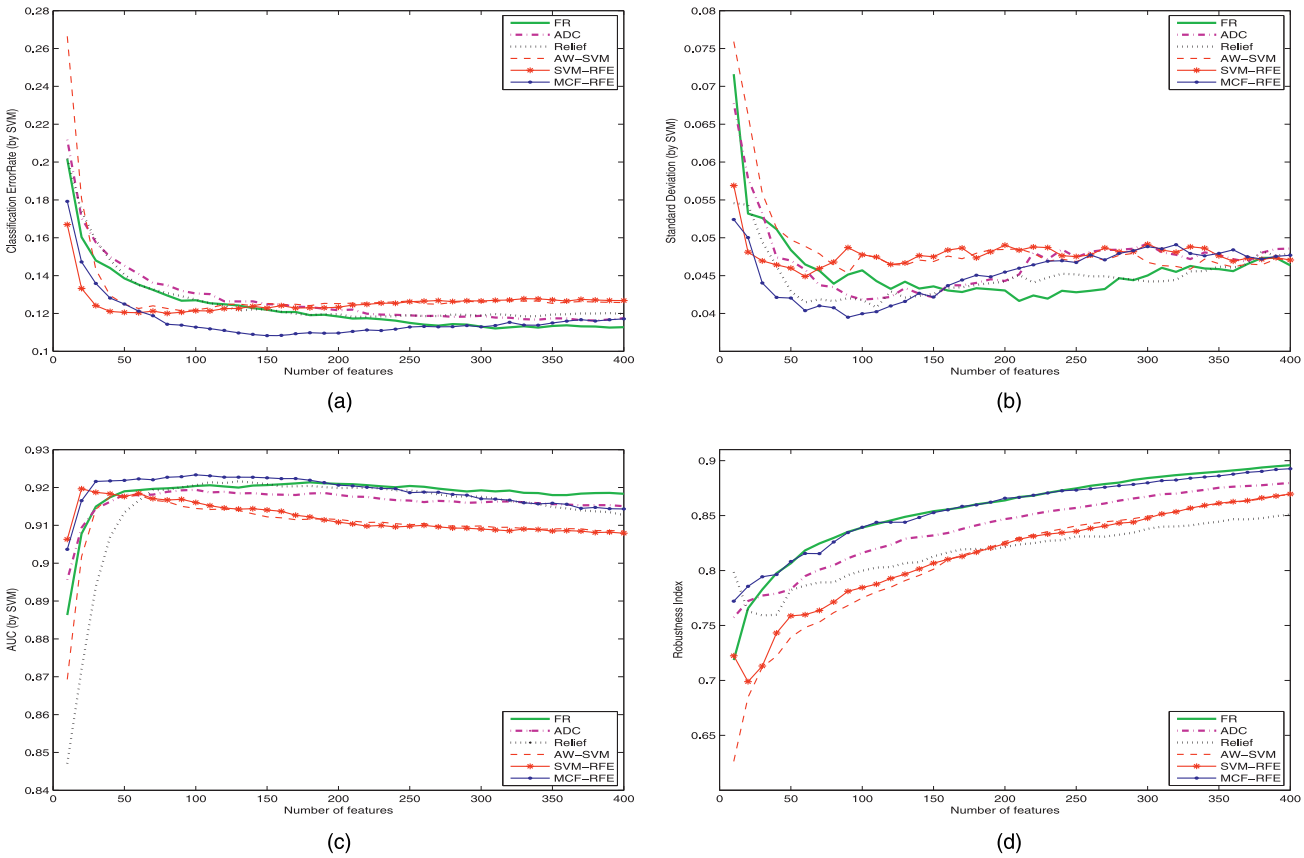 0.28
0.26
0.24
0.22
0.2
0.18
0.16
0.14
0.12
0.1
0 50 100 150 200 250 300 350 400
Classification ErrorRate (by SVM)
Number of features
FR
ADC
Relief
AW-SVM
SVM-RFE
MCF-RFE
(a)
0.08
0.075
0.07
0.065
0.06
0.055
0.05
0.045
0.04
0 50 100 150 200 250 300 350 400
Standard Deviation (by SVM)
Number of features
FR
ADC
Relief
AW-SVM
SVM-RFE
MCF-RFE
(b)
0.93
0.92
0.91
0.9
0.89
0.88
0.87
0.86
0.85
0.84
0 50 100 150 200 250 300 350 400
AUC (by SVM)
Number of features
FR
ADC
Relief
AW-SVM
SVM-RFE
MCF-RFE
(c)
0.9
0.85
0.8
0.75
0.7
0.65
0 50 100 150 200 250 300 350 400
Robustness Index
Number of features
FR
ADC
Relief
AW-SVM
SVM-RFE
MCF-RFE
(d)